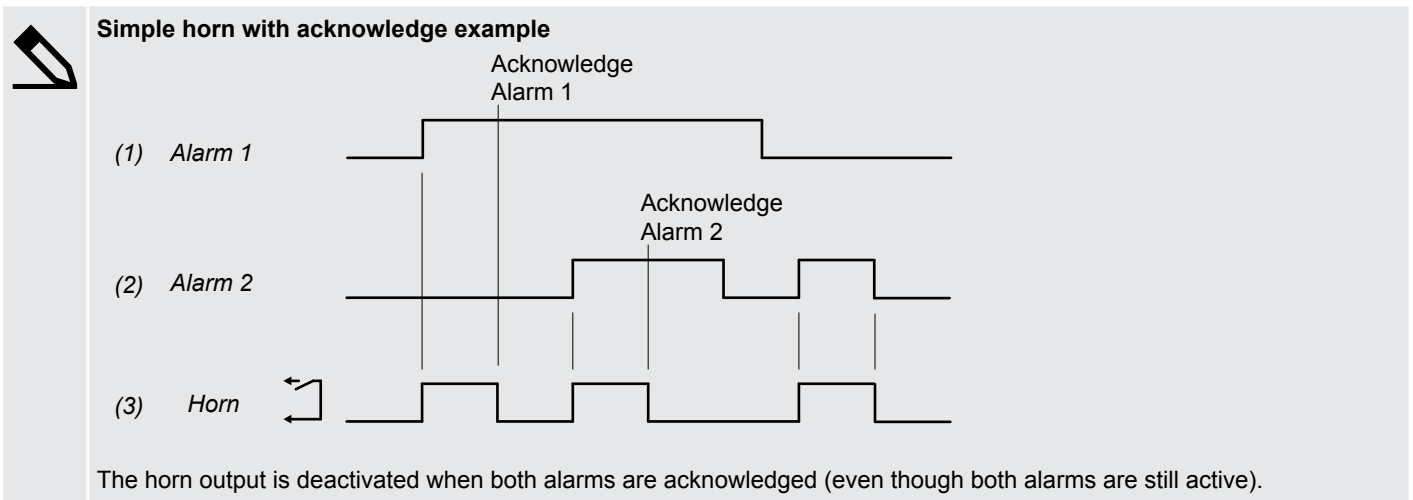 Simple horn with acknowledge example
Acknowledge
Alarm 1
(1) Alarm 1
Acknowledge
Alarm 2
(2) Alarm 2
(3) Horn
The horn output is deactivated when both alarms are acknowledged (even though both alarms are still active).